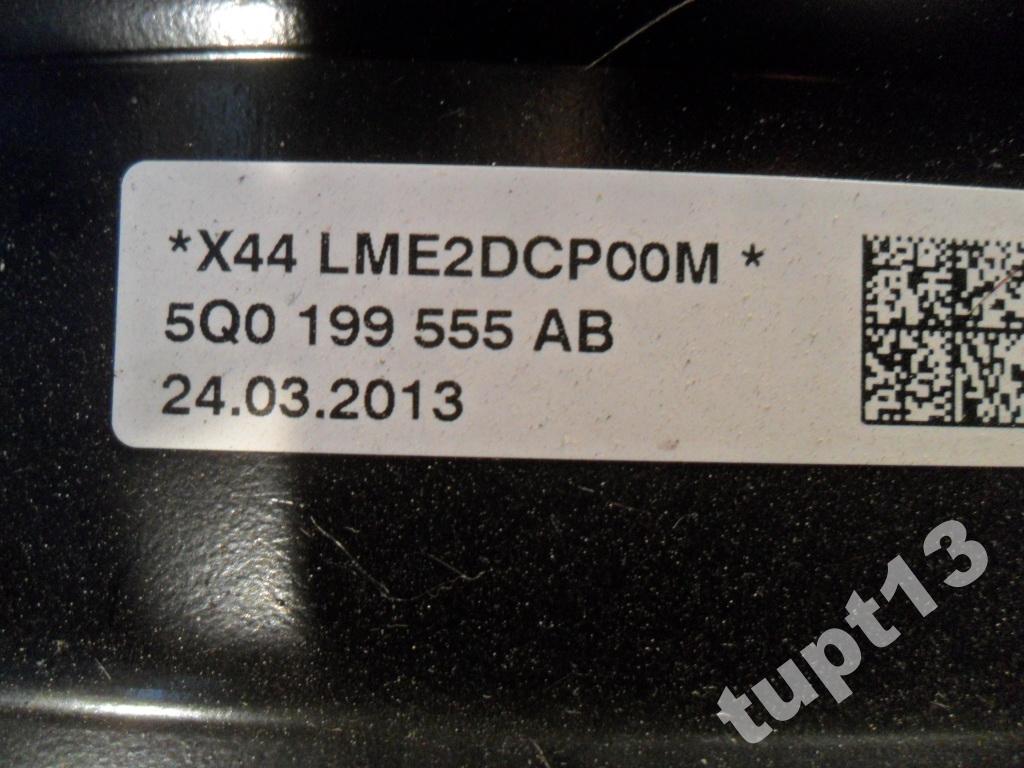 *X44 LME2DCP00M *
5Q0 199 555 AB
24.03.2013
tupt13